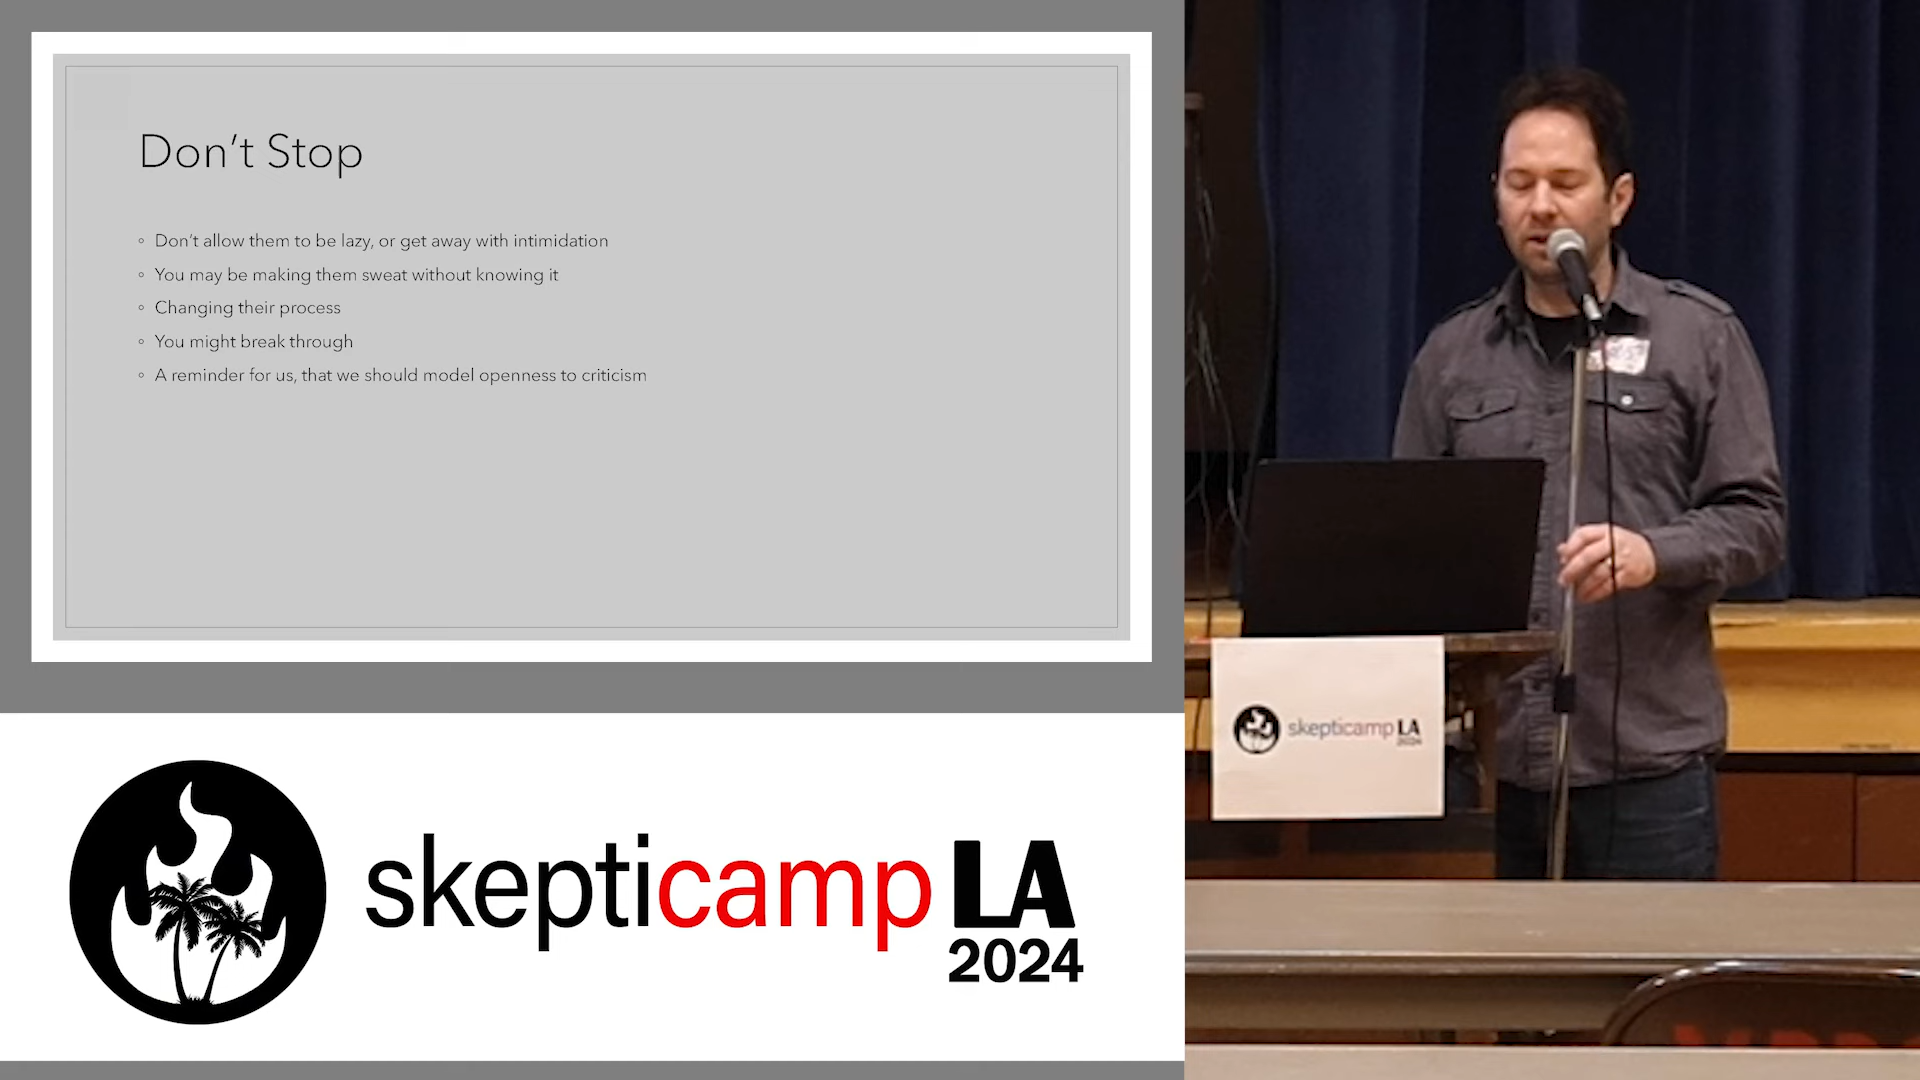 Don't Stop
Don't allow them to be lazy, or get away with intimidation
You may be making them sweat without knowing it
Changing their process
You might break through
A reminder for us, that we should model openness to criticism
skepticamp LA
2024
skepticamp LA
2024